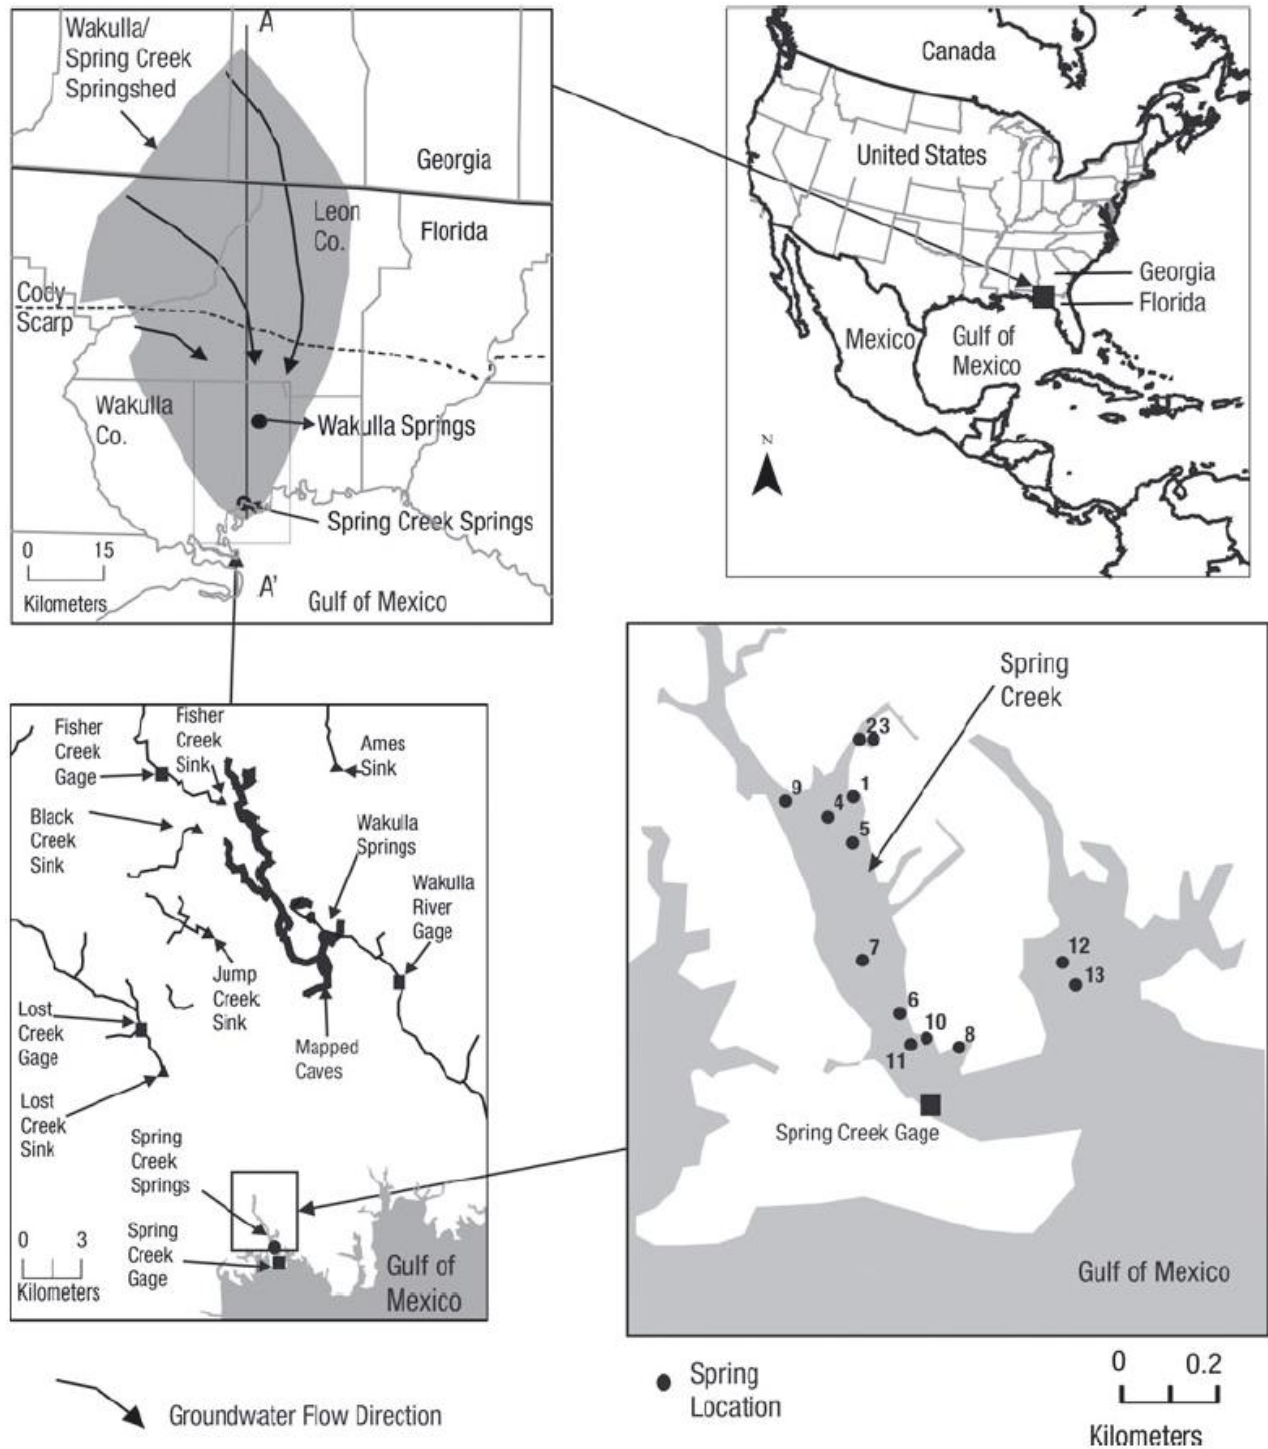 A
Wakulla/
Spring Creek
Springshed
Georgia
Leon
Co.
Florida
Cody
Scarp
Wakulla
Co.
Wakulla Springs
Spring Creek Springs
0 15
Kilometers
A'
Gulf of Mexico
Canada
United States
Georgia
Florida
Mexico
Gulf of
Mexico
N
Fisher
Creek
Gage
Fisher
Creek
Sink
Ames
Sink
Black
Creek
Sink
Wakulla
Springs
Wakulla
River
Gage
Jump
Creek
Sink
Lost
Creek
Gage
Mapped
Caves
Lost
Creek
Sink
Spring
Creek
Springs
Spring
Creek
Gage
0 3
Kilometers
Gulf of
Mexico
Spring
Creek
23
1
9
4
5
7
12
13
6
10
8
11
Spring Creek Gage
Gulf of Mexico
Groundwater Flow Direction
Spring
Location
0 0.2
Kilometers